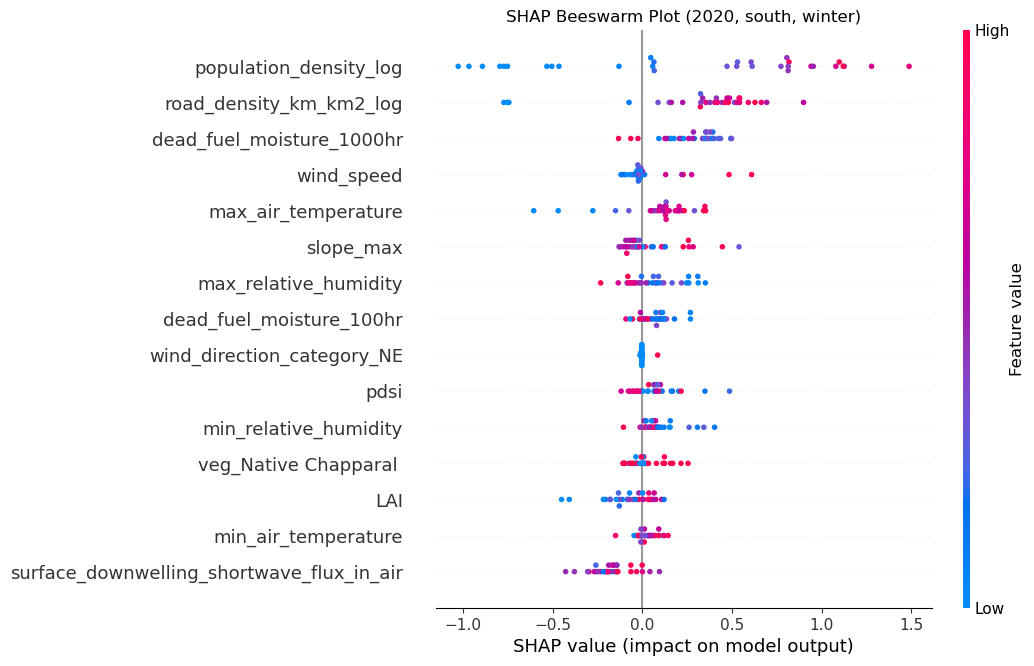 SHAP Beeswarm Plot (2020, south, winter)
High
population_density_log
road_density_km_km2_log
dead_fuel_moisture_1000hr
wind_speed
max_air_temperature
slope_max
max_relative_humidity
dead_fuel_moisture_100hr
wind_direction_category_NE
pdsi
min_relative_humidity
veg_Native Chapparal
LAI
min_air_temperature
surface_downwelling_shortwave_flux_in_air
Feature value
Low
−1.0 −0.5 0.0 0.5 1.0 1.5
SHAP value (impact on model output)